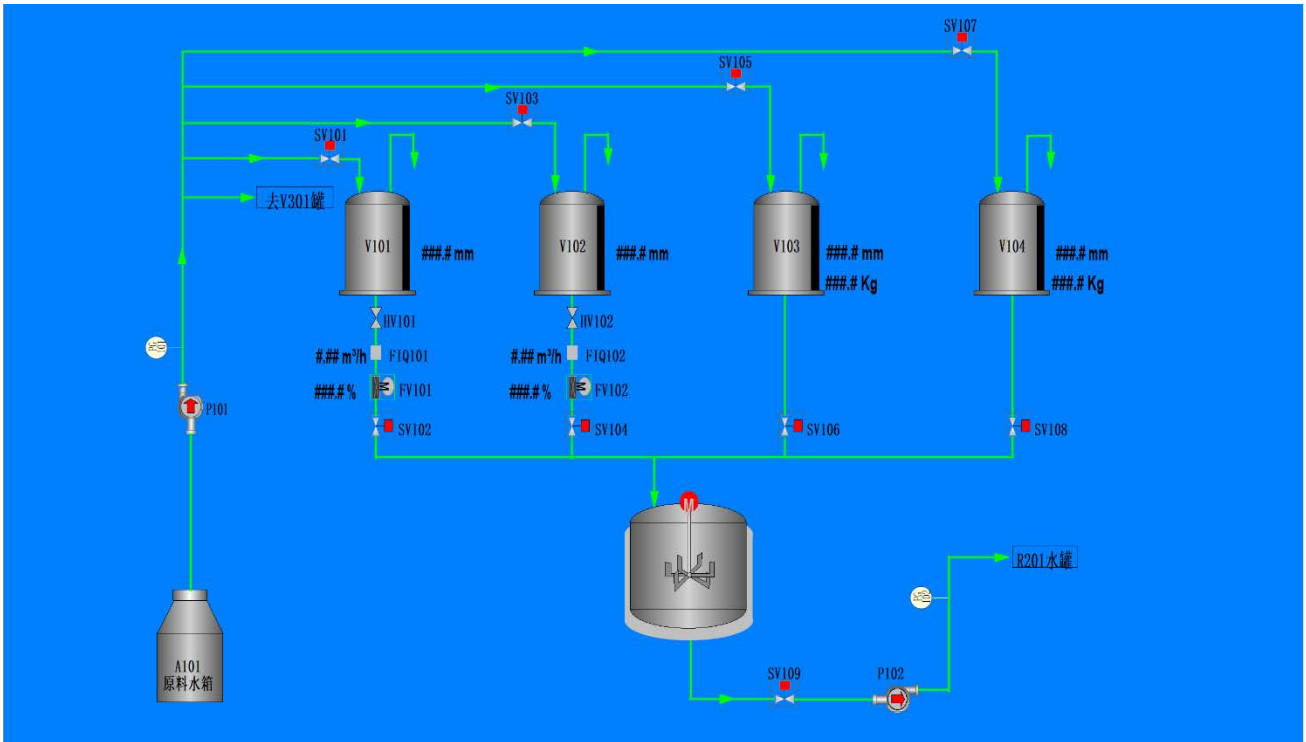 SV107
SV105
SV103
SV101
去V301罐
V101
###.# mm
V102
###.# mm
V103
###.# mm
###.# Kg
V104
###.# mm
###.# Kg
HV101
HV102
#.## m³/h
FIQ101
#.## m³/h
FIQ102
###.# %
M
FV101
###.# %
M
FV102
P101
SV102
SV104
SV106
SV108
M
R201水罐
A101
原料水箱
SV109
P102